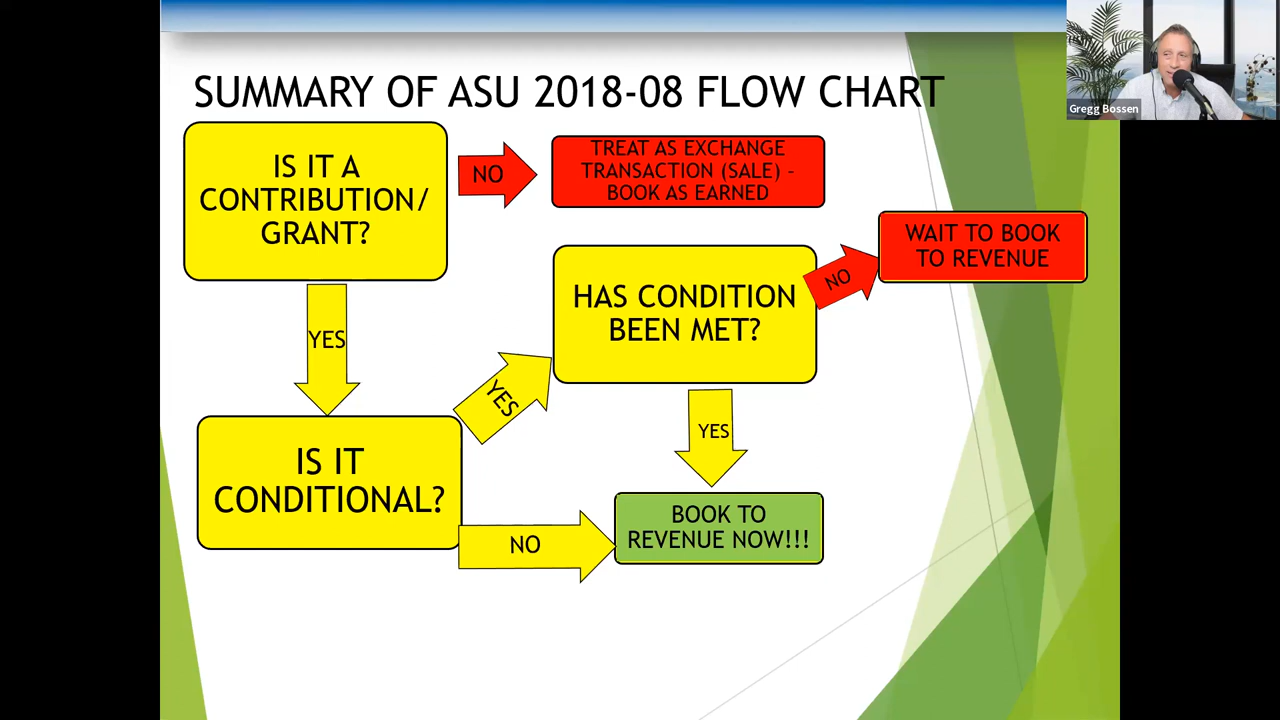 SUMMARY OF ASU 2018-08 FLOW CHART
Gregg Bossen
IS IT A
CONTRIBUTION/
GRANT?
NO
TREAT AS EXCHANGE
TRANSACTION (SALE) –
BOOK AS EARNED
YES
HAS CONDITION
BEEN MET?
NO
WAIT TO BOOK
TO REVENUE
YES
IS IT
CONDITIONAL?
YES
NO
BOOK TO
REVENUE NOW!!!